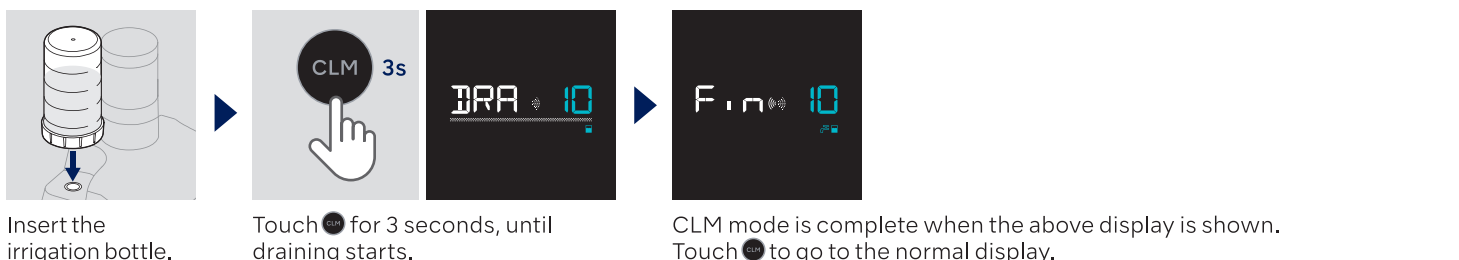 CLM 3s
DRA 10
Fin 10
Insert the
irrigation bottle.
Touch CLM for 3 seconds, until
draining starts.
CLM mode is complete when the above display is shown.
Touch CLM to go to the normal display.